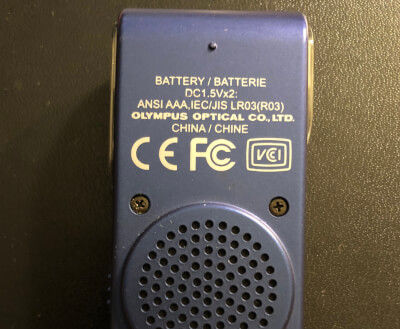 BATTERY / BATTERIE
DC1.5Vx2:
ANSI AAA,IEC/JIS LR03(R03)
OLYMPUS OPTICAL CO., LTD.
CHINA / CHINE
CE FC VCI